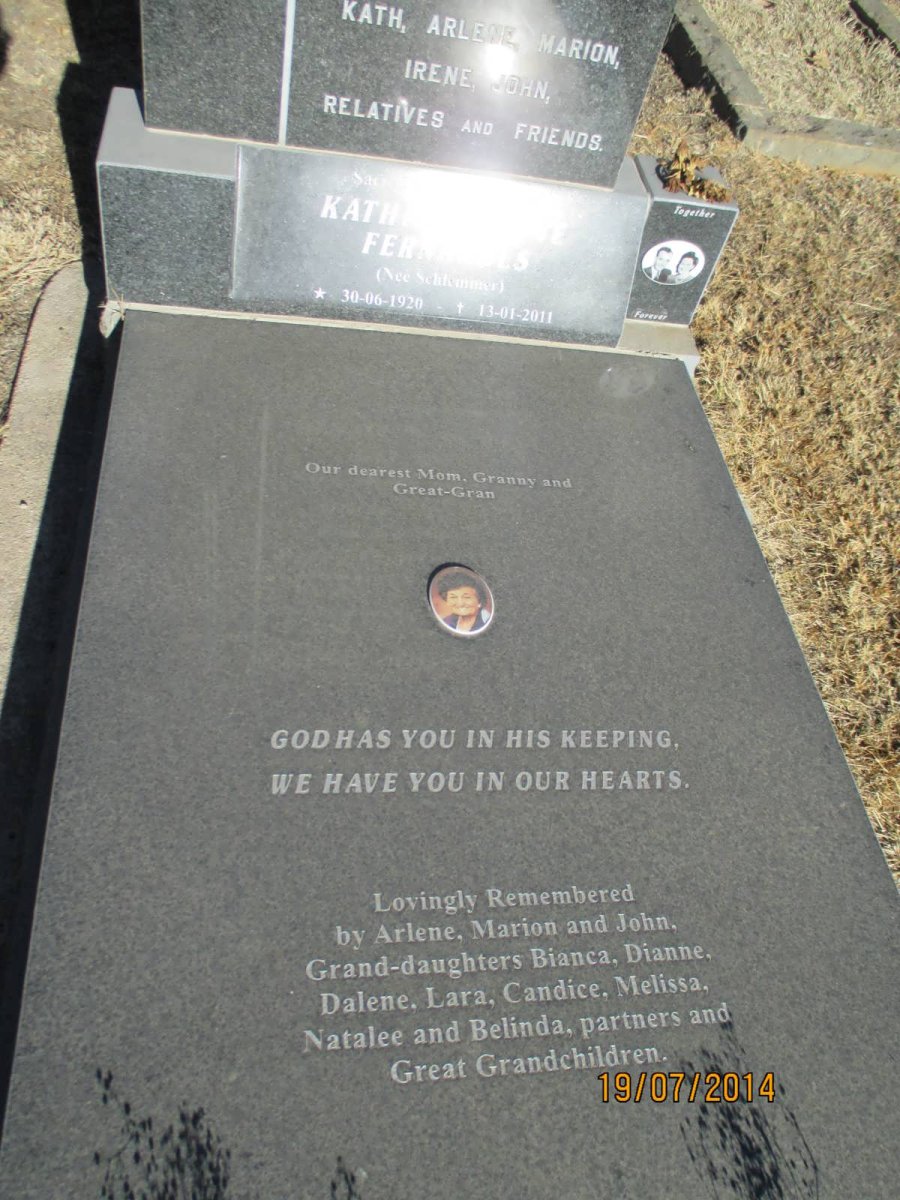 KATH, ARLENE, MARION,
IRENE, JOHN,
RELATIVES AND FRIENDS.
(Nee Schlemmer)
★ 30-06-1920 † 13-01-2011
Together
Forever
Our dearest Mom, Granny and
Great-Gran
GOD HAS YOU IN HIS KEEPING,
WE HAVE YOU IN OUR HEARTS.
Lovingly Remembered
by Arlene, Marion and John,
Grand-daughters Bianca, Dianne,
Dalene, Lara, Candice, Melissa,
Natalee and Belinda, partners and
Great Grandchildren.
19/07/2014